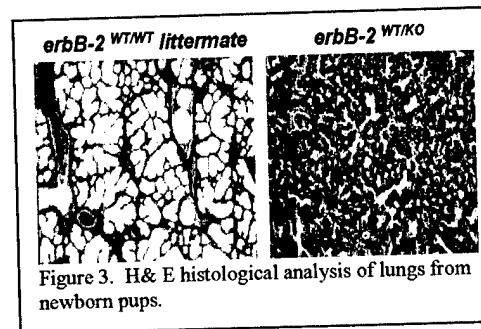 erbB-2 WT/WT littermate erbB-2 WT/KO
Figure 3. H& E histological analysis of lungs from
newborn pups.